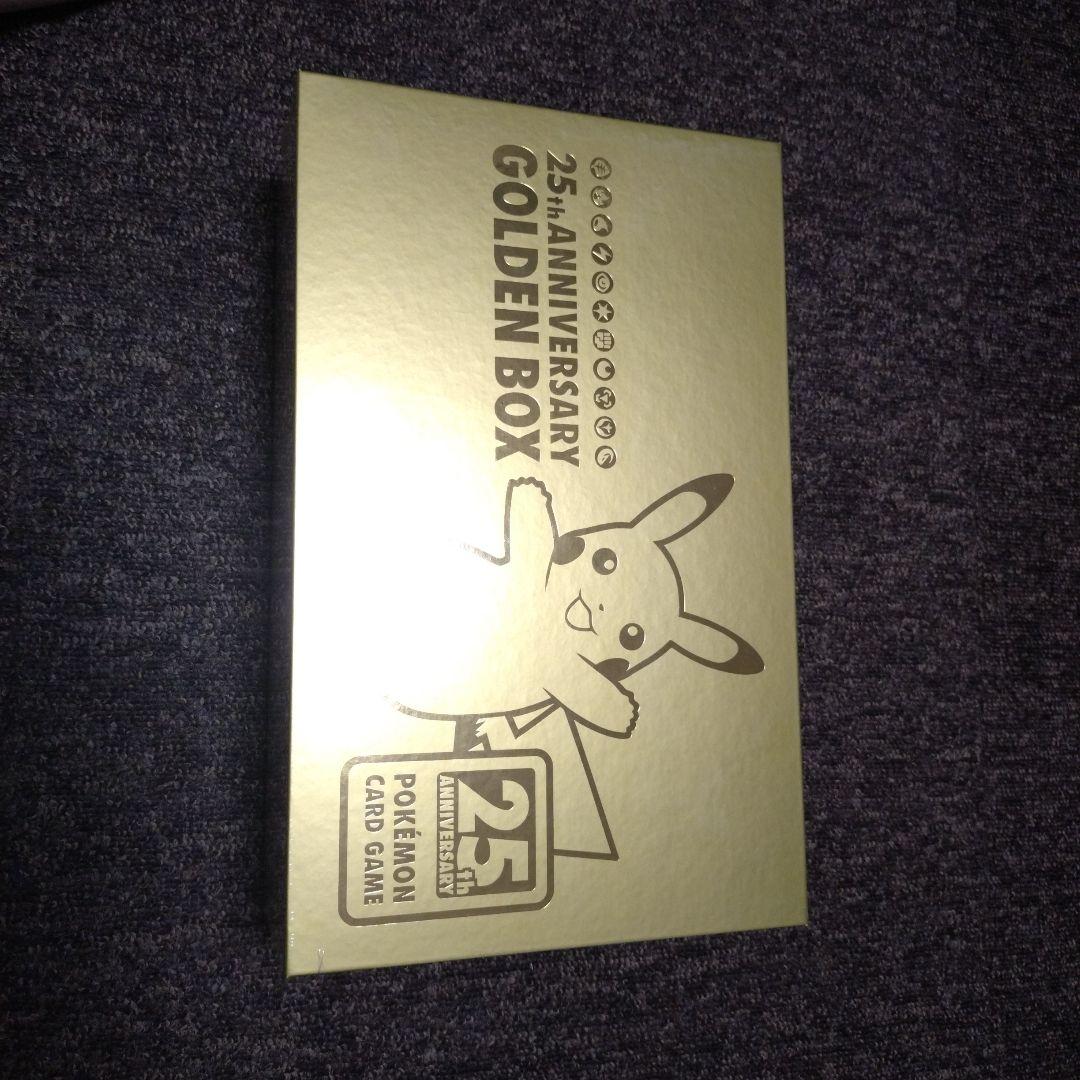 25th ANNIVERSARY
GOLDEN BOX
25th
ANNIVERSARY
POKÉMON
CARD GAME